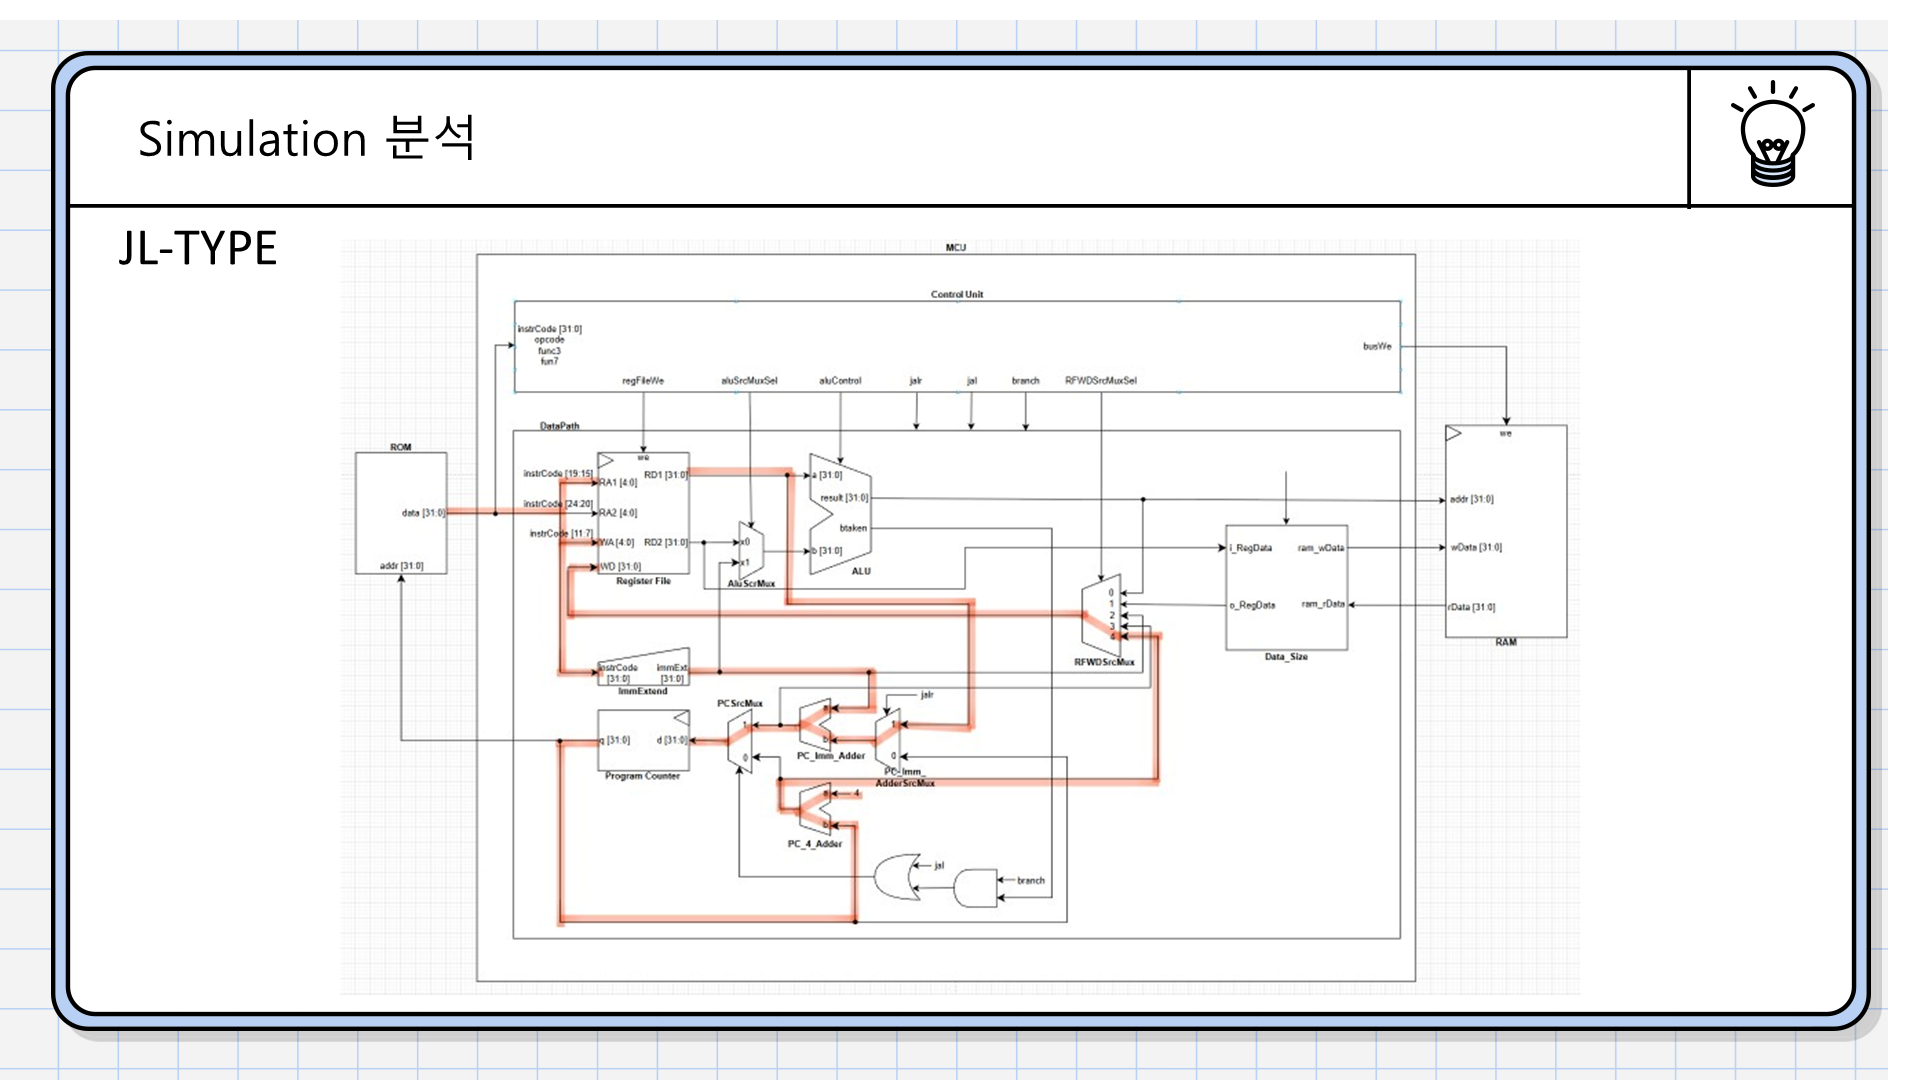 Simulation 분석
JL-TYPE
MCU
Control Unit
instrCode [31:0]
opcode
func3
fun7
busWe
regFileWe
aluSrcMuxSel
aluControl
jalr
jal
branch
RFWDSrcMuxSel
DataPath
ROM
data [31:0]
addr [31:0]
instrCode [19:15]
instrCode [24:20]
instrCode [11:7]
we
RA1 [4:0]
RA2 [4:0]
WA [4:0]
WD [31:0]
RD1 [31:0]
RD2 [31:0]
Register File
x0
x1
AluScrMux
a [31:0]
result [31:0]
btaken
b [31:0]
ALU
0
1
2
3
4
RFWDSrcMux
i_RegData
ram_wData
o_RegData
ram_rData
Data_Size
we
addr [31:0]
wData [31:0]
rData [31:0]
RAM
instrCode
[31:0]
immExt
[31:0]
ImmExtend
PCSrcMux
1
0
q [31:0]
d [31:0]
Program Counter
a
b
PC_Imm_Adder
jalr
1
0
PC_Imm_
AdderSrcMux
a
4
b
PC_4_Adder
jal
branch